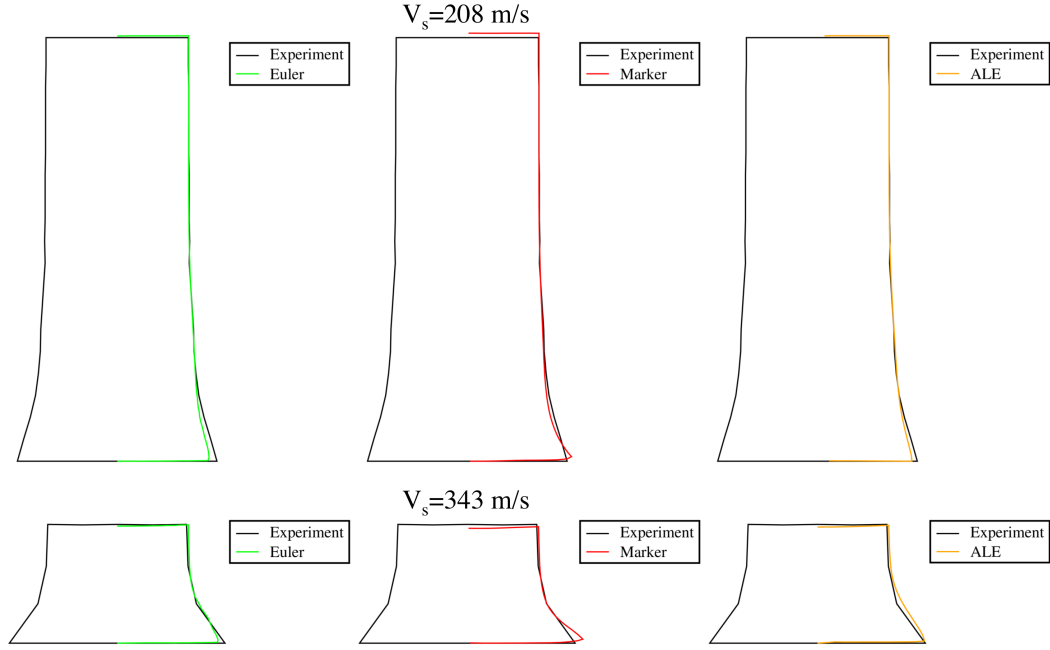 V_s=208 m/s
Experiment
Euler
Experiment
Marker
Experiment
ALE
V_s=343 m/s
Experiment
Euler
Experiment
Marker
Experiment
ALE